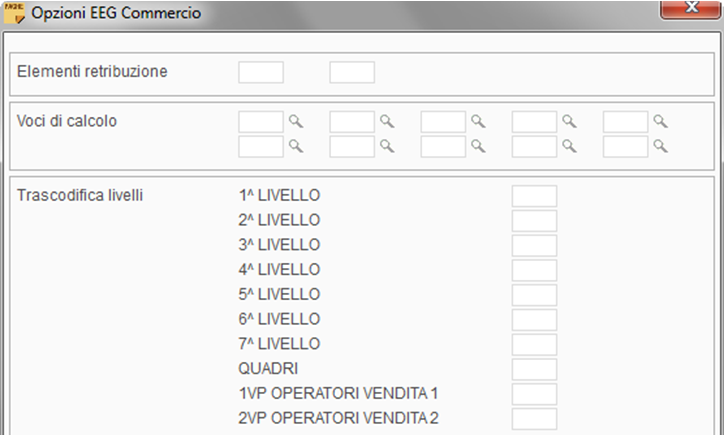 Opzioni EEG Commercio
Elementi retribuzione
Voci di calcolo
Trascodifica livelli
1^ LIVELLO
2^ LIVELLO
3^ LIVELLO
4^ LIVELLO
5^ LIVELLO
6^ LIVELLO
7^ LIVELLO
QUADRI
1VP OPERATORI VENDITA 1
2VP OPERATORI VENDITA 2